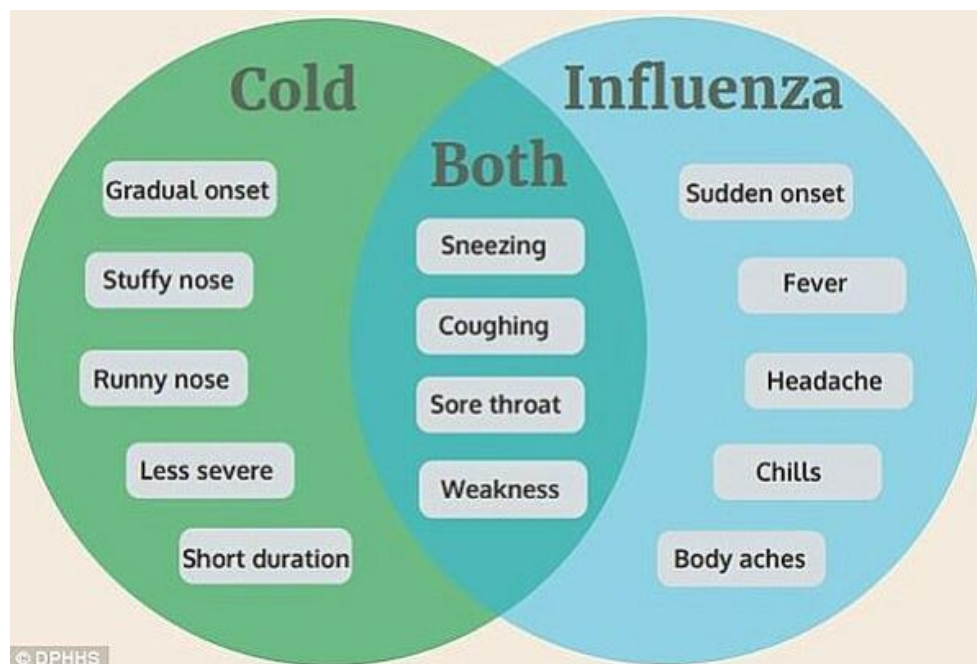 Cold
Gradual onset
Stuffy nose
Runny nose
Less severe
Short duration
Both
Sneezing
Coughing
Sore throat
Weakness
Influenza
Sudden onset
Fever
Headache
Chills
Body aches
© DPHHS